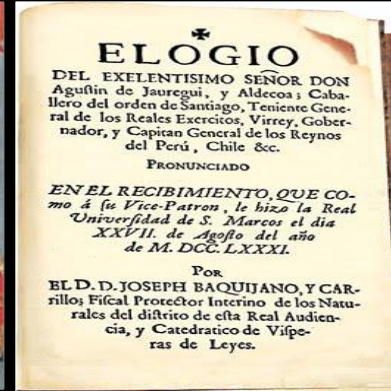 ELOGIO
DEL EXELENTISIMO SEÑOR DON
Aguſtin de Jauregui, y Aldecoa; Caba-
llero del orden de Santiago, Teniente Gene-
ral de los Reales Exercitos, Virrey, Gober-
nador, y Capitan General de los Reynos
del Perú, Chile &c.
PRONUNCIADO
EN EL RECIBIMIENTO, QVE CO-
mo á ſu Vice-Patron, le hizo la Real
Univerſidad de S. Marcos el dia
XXVII. de Agoſto del año
de M. DCC. LXXXI.
POR
EL D. D. JOSEPH BAQUIJANO, Y CAR-
rillo; Fiſcal Protector Interino de los Natu-
rales del diſtrito de eſta Real Audien-
cia, y Catedratico de Viſpe-
ras de Leyes.